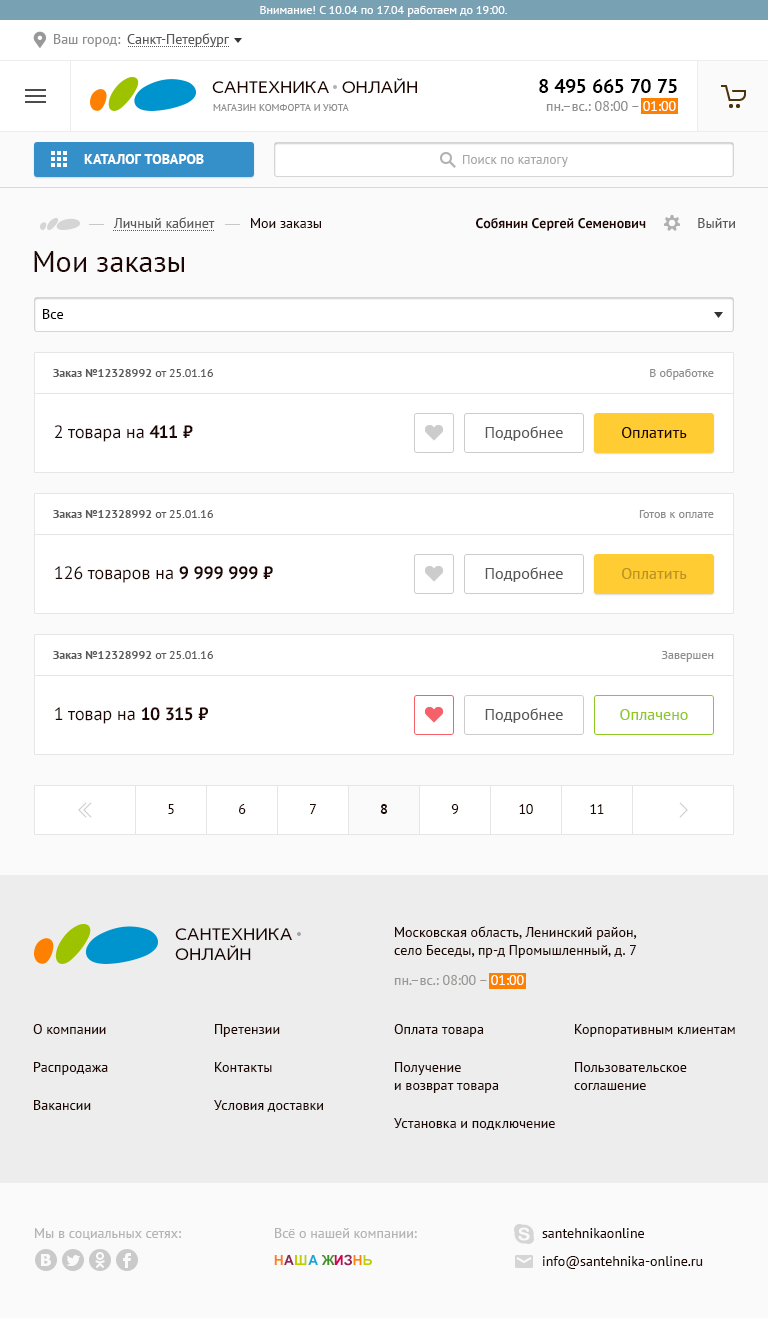 Внимание! С 10.04 по 17.04 работаем до 19:00.
Ваш город: Санкт-Петербург
САНТЕХНИКА • ОНЛАЙН
МАГАЗИН КОМФОРТА И УЮТА
8 495 665 70 75
пн.–вс.: 08:00 – 01:00
КАТАЛОГ ТОВАРОВ
Поиск по каталогу
— Личный кабинет — Мои заказы
Собянин Сергей Семенович
Выйти
Мои заказы
Все
Заказ №12328992 от 25.01.16
В обработке
2 товара на 411 ₽
Подробнее
Оплатить
Заказ №12328992 от 25.01.16
Готов к оплате
126 товаров на 9 999 999 ₽
Подробнее
Оплатить
Заказ №12328992 от 25.01.16
Завершен
1 товар на 10 315 ₽
Подробнее
Оплачено
5 6 7 8 9 10 11
САНТЕХНИКА •
ОНЛАЙН
Московская область, Ленинский район,
село Беседы, пр-д Промышленный, д. 7
пн.–вс.: 08:00 – 01:00
О компании
Распродажа
Вакансии
Претензии
Контакты
Условия доставки
Оплата товара
Получение
и возврат товара
Установка и подключение
Корпоративным клиентам
Пользовательское
соглашение
Мы в социальных сетях:
Всё о нашей компании:
НАША ЖИЗНЬ
santehnikaonline
info@santehnika-online.ru